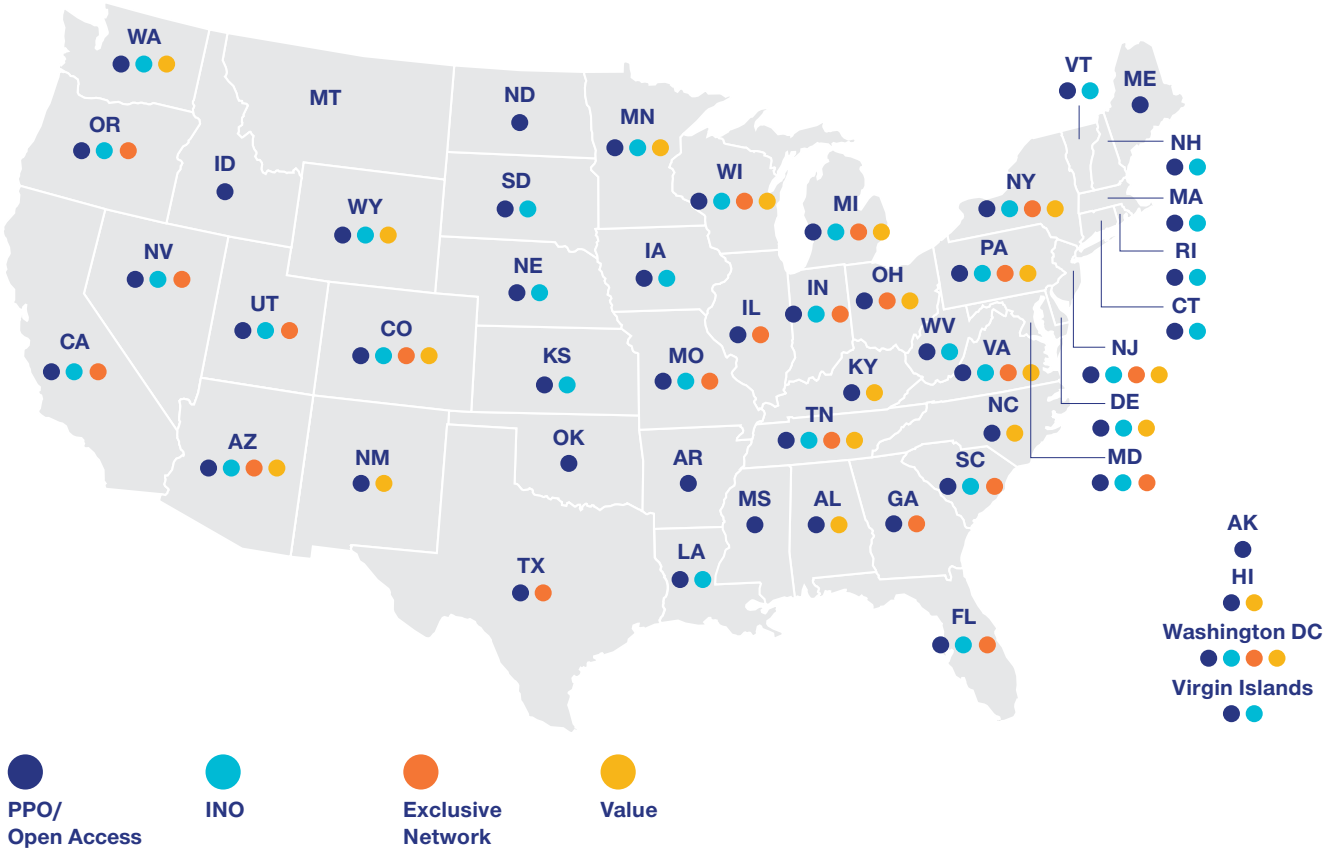 WA
MT
ND
MN
VT
ME
OR
ID
SD
WI
MI
NY
NH
MA
WY
NV
NE
IA
PA
RI
UT
CO
IL
IN
OH
WV
CT
CA
KS
MO
KY
VA
NJ
NC
DE
TN
AZ
NM
OK
AR
SC
MD
MS
AL
GA
AK
LA
TX
HI
FL
Washington DC
Virgin Islands
PPO/
Open Access
INO
Exclusive
Network
Value